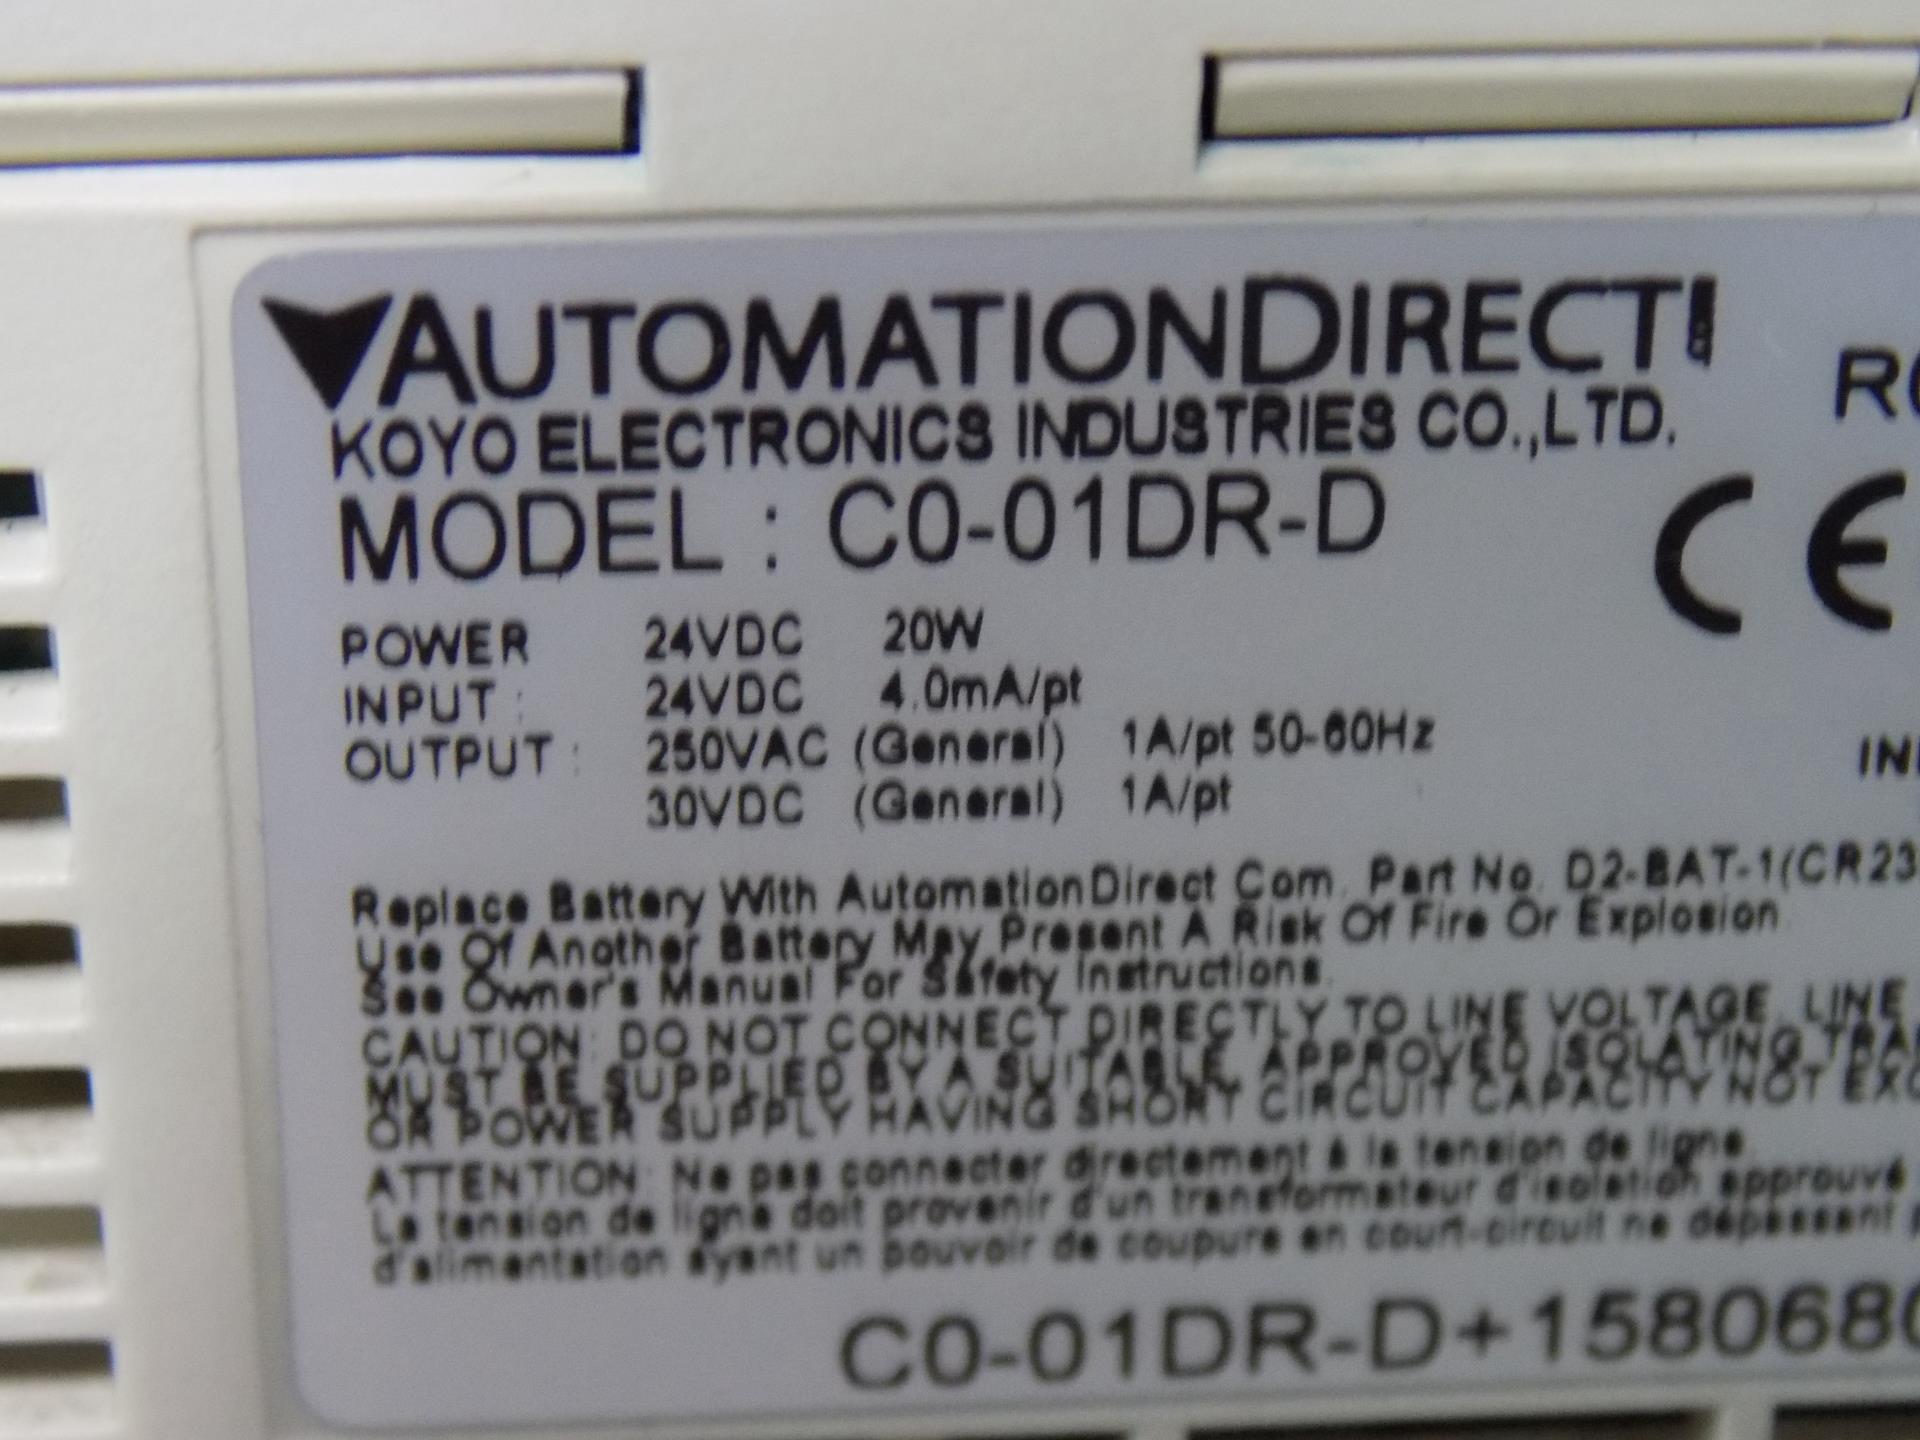 AUTOMATIONDIRECT
KOYO ELECTRONICS INDUSTRIES CO.,LTD.
MODEL : C0-01DR-D
POWER 24VDC 20W
INPUT : 24VDC 4.0mA/pt
OUTPUT : 250VAC (General) 1A/pt 50-60Hz
30VDC (General) 1A/pt
Replace Battery With AutomationDirect Com. Part No. D2-BAT-1(CR23
Use Of Another Battery May Present A Risk Of Fire Or Explosion.
See Owner's Manual For Safety Instructions.
CAUTION: DO NOT CONNECT DIRECTLY TO LINE VOLTAGE. LINE
MUST BE SUPPLIED BY A SUITABLE, APPROVED ISOLATING
OR POWER SUPPLY HAVING SHORT CIRCUIT CAPACITY NOT
ATTENTION: Ne pas connecter directement à la tension de ligne.
La tension de ligne doit provenir d'un transformateur d'isolation approuvé
d'alimentation ayant un pouvoir de coupure en court-circuit ne dépassant
C0-01DR-D+1580680
CE